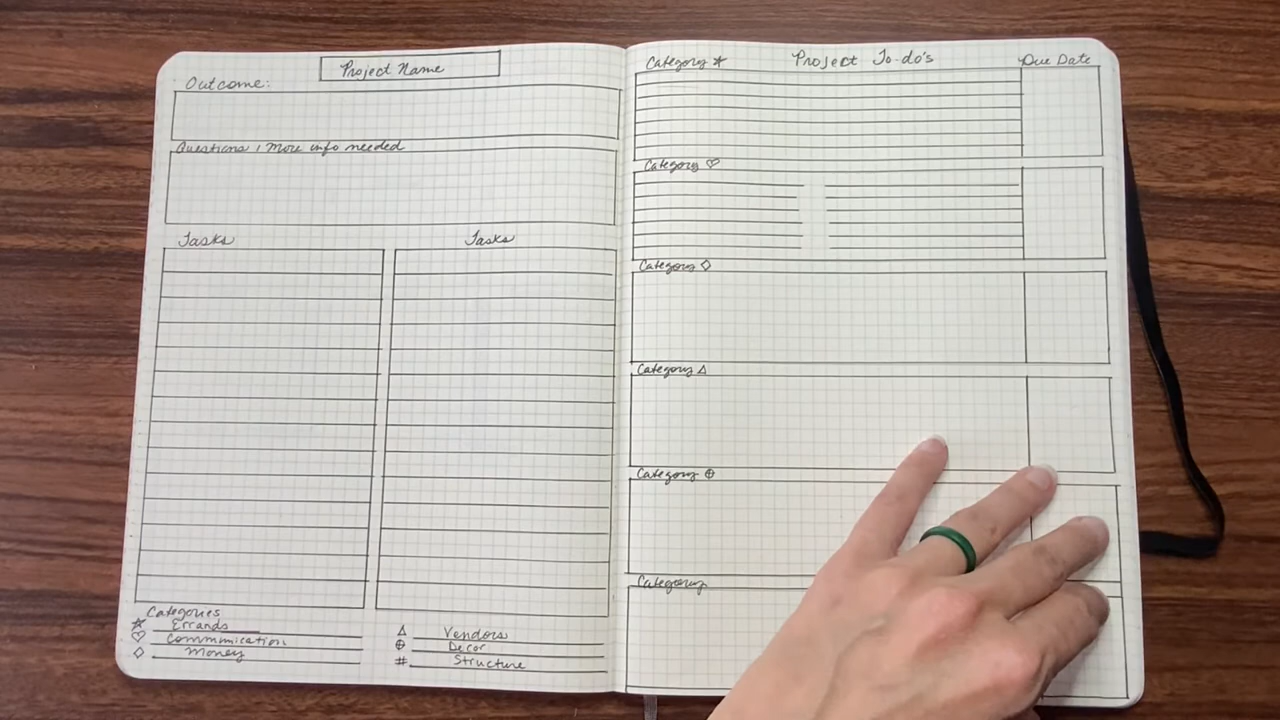 Project Name
Outcome:
Questions / More info needed
Tasks
Tasks
Categories
☆ Errands
♡ Communication
◇ Money
△ Vendors
⊕ Decor
# Structure
Category ☆ Project To-do's Due Date
Category ♡
Category ◇
Category △
Category ⊕
Category